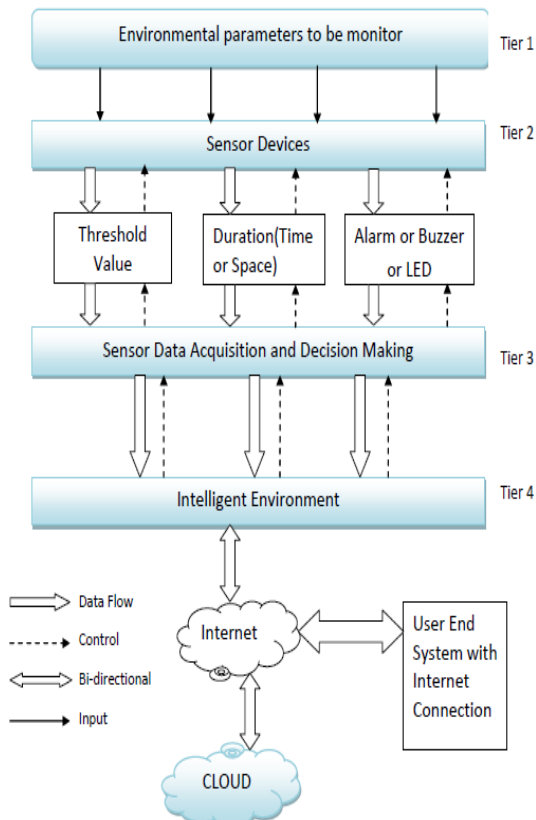 Environmental parameters to be monitor
Tier 1
Tier 2
Sensor Devices
Threshold
Value
Duration(Time
or Space)
Alarm or Buzzer
or LED
Sensor Data Acquisition and Decision Making
Tier 3
Intelligent Environment
Tier 4
Data Flow
Control
Bi-directional
Input
Internet
User End
System with
Internet
Connection
CLOUD